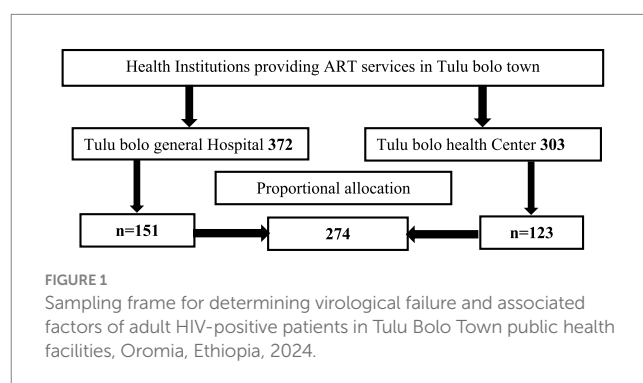 Health Institutions providing ART services in Tulu bolo town
Tulu bolo general Hospital 372
Tulu bolo health Center 303
Proportional allocation
n=151
274
n=123
FIGURE 1
Sampling frame for determining virological failure and associated
factors of adult HIV-positive patients in Tulu Bolo Town public health
facilities, Oromia, Ethiopia, 2024.